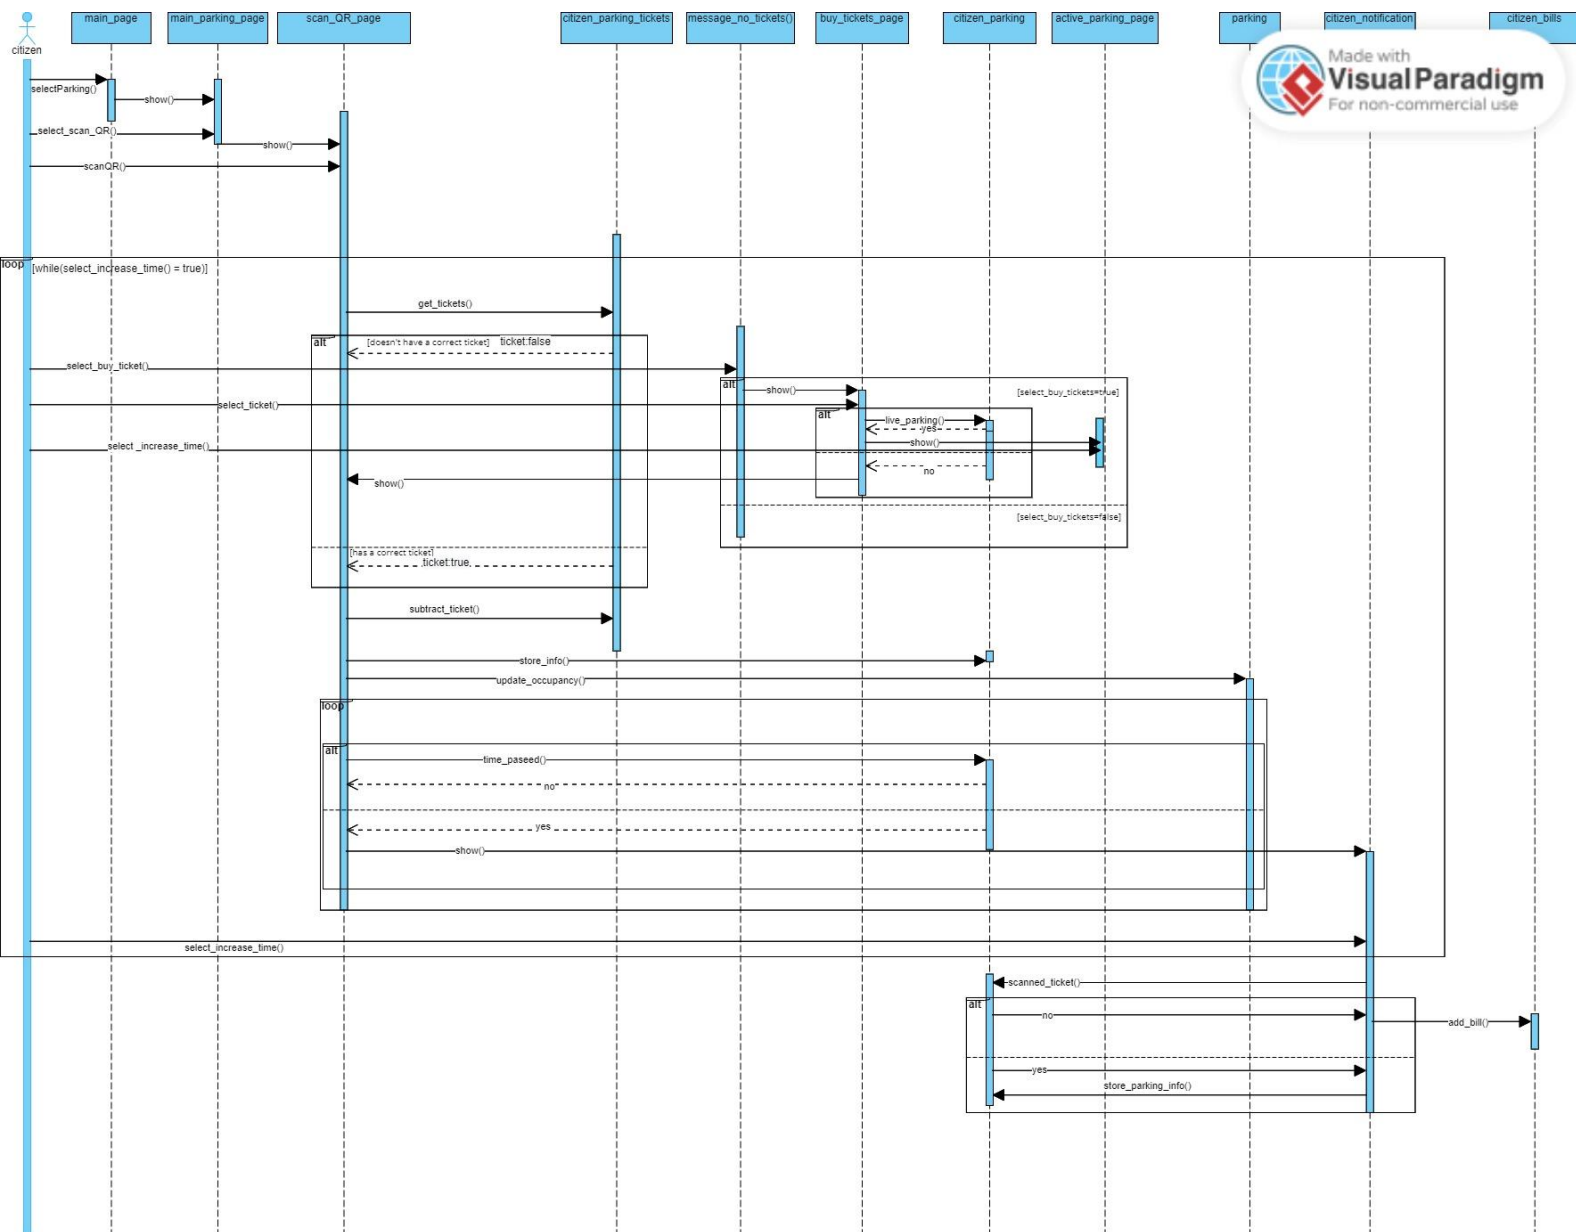 main_page
main_parking_page
scan_QR_page
citizen_parking_tickets
message_no_tickets()
buy_tickets_page
citizen_parking
active_parking_page
parking
citizen_notification
citizen_bills
citizen
Made with
VisualParadigm
For non-commercial use
selectParking()
show()
select_scan_QR()
show()
scanQR()
loop
[while(select_increase_time() = true)]
get_tickets()
alt
[doesn't have a correct ticket]
ticket:false
select_buy_ticket()
alt
show()
[select_buy_tickets=true]
select_ticket()
alt
live_parking()
yes
show()
select _increase_time()
no
show()
[select_buy_tickets=false]
[has a correct ticket]
ticket:true
subtract_ticket()
store_info()
update_occupancy()
loop
alt
time_paseed()
no
yes
show()
select_increase_time()
scanned_ticket()
alt
no
add_bill()
yes
store_parking_info()